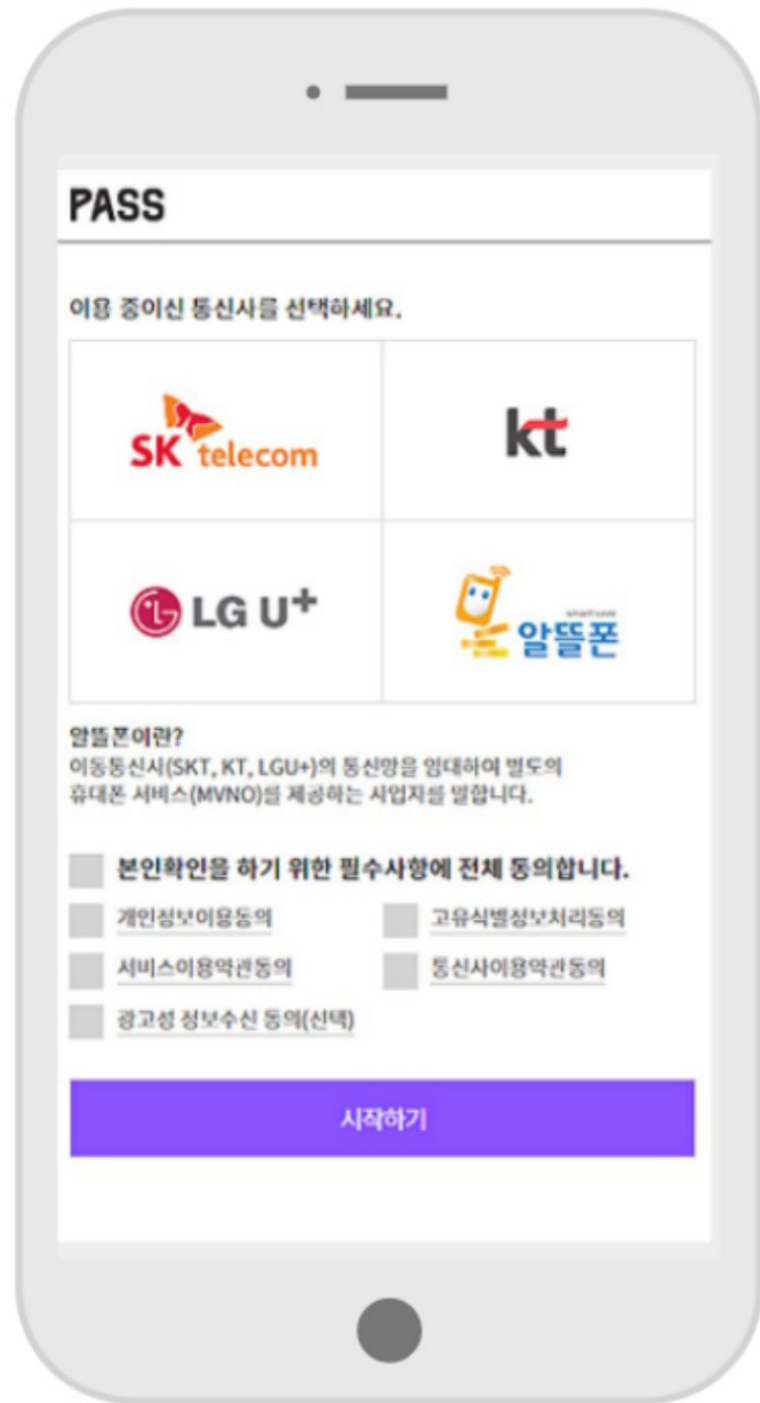 PASS
이용 중이신 통신사를 선택하세요.
SK telecom
kt
LG U+
알뜰폰
알뜰폰이란?
이동통신사(SKT, KT, LGU+)의 통신망을 임대하여 별도의
휴대폰 서비스(MVNO)를 제공하는 사업자를 말합니다.
본인확인을 하기 위한 필수사항에 전체 동의합니다.
개인정보이용동의
고유식별정보처리동의
서비스이용약관동의
통신사이용약관동의
광고성 정보수신 동의(선택)
시작하기